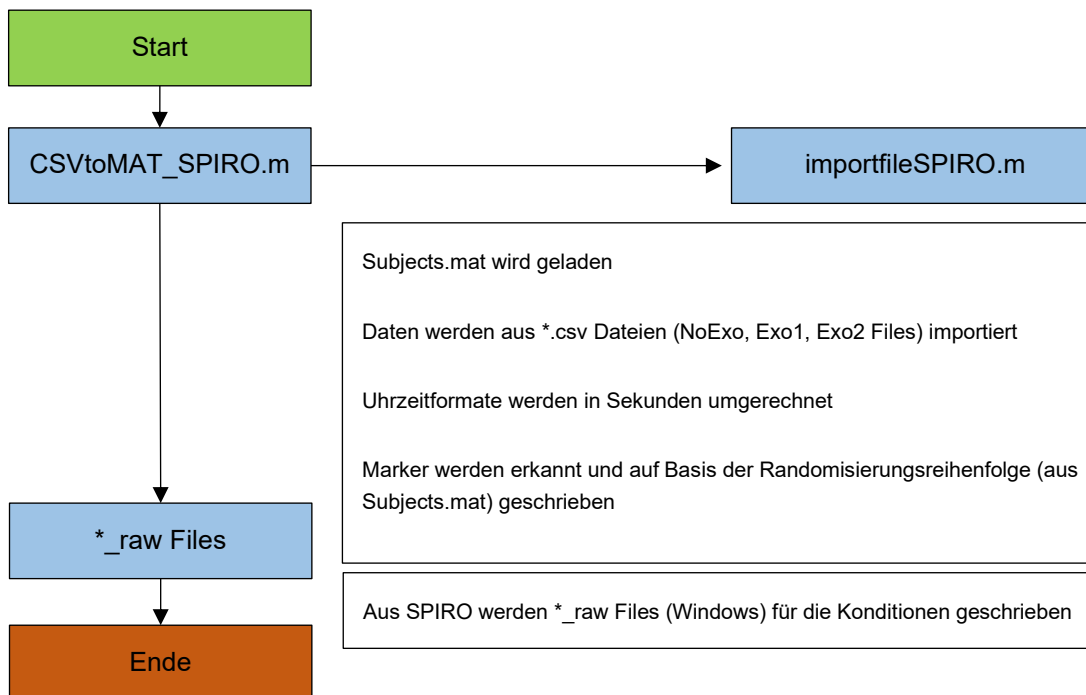 Start
CSVtoMAT_SPIRO.m
importfileSPIRO.m
Subjects.mat wird geladen
Daten werden aus *.csv Dateien (NoExo, Exo1, Exo2 Files) importiert
Uhrzeitformate werden in Sekunden umgerechnet
Marker werden erkannt und auf Basis der Randomisierungsreihenfolge (aus
Subjects.mat) geschrieben
*_raw Files
Aus SPIRO werden *_raw Files (Windows) für die Konditionen geschrieben
Ende